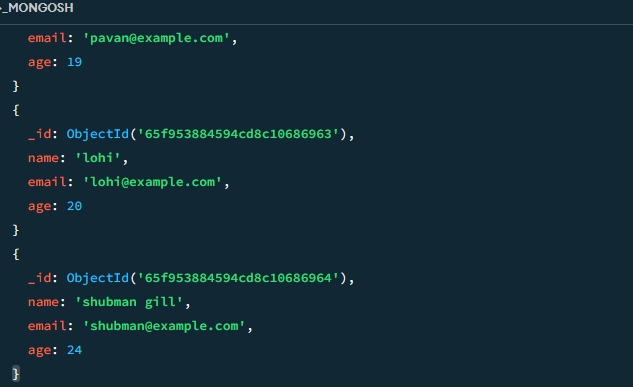 >_MONGOSH
email: 'pavan@example.com',
age: 19
}
{
_id: ObjectId('65f953884594cd8c10686963'),
name: 'lohi',
email: 'lohi@example.com',
age: 20
}
{
_id: ObjectId('65f953884594cd8c10686964'),
name: 'shubman gill',
email: 'shubman@example.com',
age: 24
}